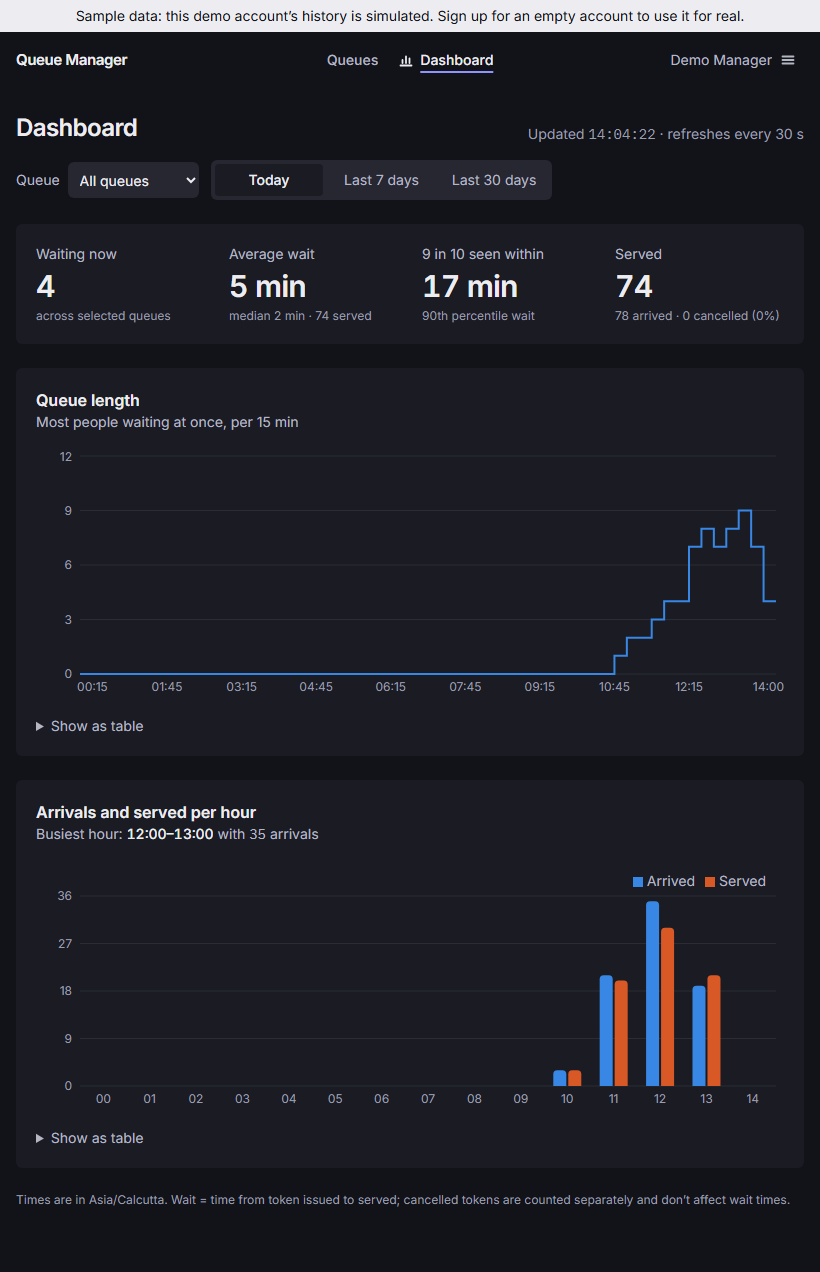 Sample data: this demo account’s history is simulated. Sign up for an empty account to use it for real.
Queue Manager
Queues
Dashboard
Demo Manager
Dashboard
Updated 14:04:22 · refreshes every 30 s
Queue
All queues
Today
Last 7 days
Last 30 days
Waiting now
4
across selected queues
Average wait
5 min
median 2 min · 74 served
9 in 10 seen within
17 min
90th percentile wait
Served
74
78 arrived · 0 cancelled (0%)
Queue length
Most people waiting at once, per 15 min
12
9
6
3
0
00:15 01:45 03:15 04:45 06:15 07:45 09:15 10:45 12:15 14:00
Show as table
Arrivals and served per hour
Busiest hour: 12:00–13:00 with 35 arrivals
Arrived Served
36
27
18
9
0
00 01 02 03 04 05 06 07 08 09 10 11 12 13 14
Show as table
Times are in Asia/Calcutta. Wait = time from token issued to served; cancelled tokens are counted separately and don’t affect wait times.